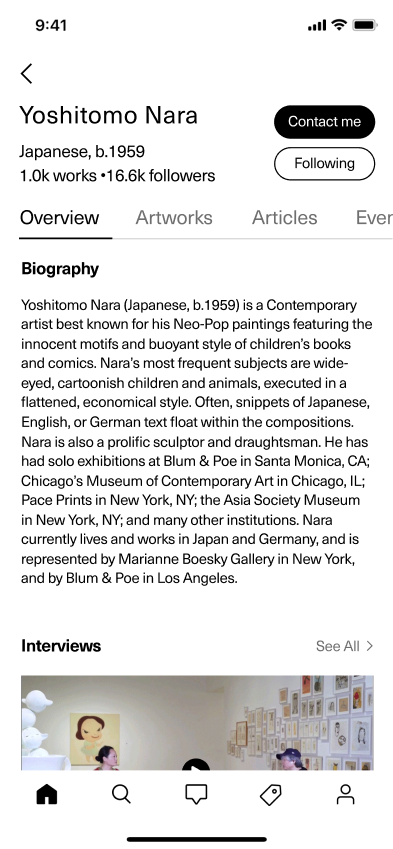 9:41
Yoshitomo Nara
Contact me
Japanese, b.1959
1.0k works •16.6k followers
Following
Overview Artworks Articles Ever
Biography
Yoshitomo Nara (Japanese, b.1959) is a Contemporary
artist best known for his Neo-Pop paintings featuring the
innocent motifs and buoyant style of children's books
and comics. Nara's most frequent subjects are wide-
eyed, cartoonish children and animals, executed in a
flattened, economical style. Often, snippets of Japanese,
English, or German text float within the compositions.
Nara is also a prolific sculptor and draughtsman. He has
had solo exhibitions at Blum & Poe in Santa Monica, CA;
Chicago's Museum of Contemporary Art in Chicago, IL;
Pace Prints in New York, NY; the Asia Society Museum
in New York, NY; and many other institutions. Nara
currently lives and works in Japan and Germany, and is
represented by Marianne Boesky Gallery in New York,
and by Blum & Poe in Los Angeles.
Interviews
See All